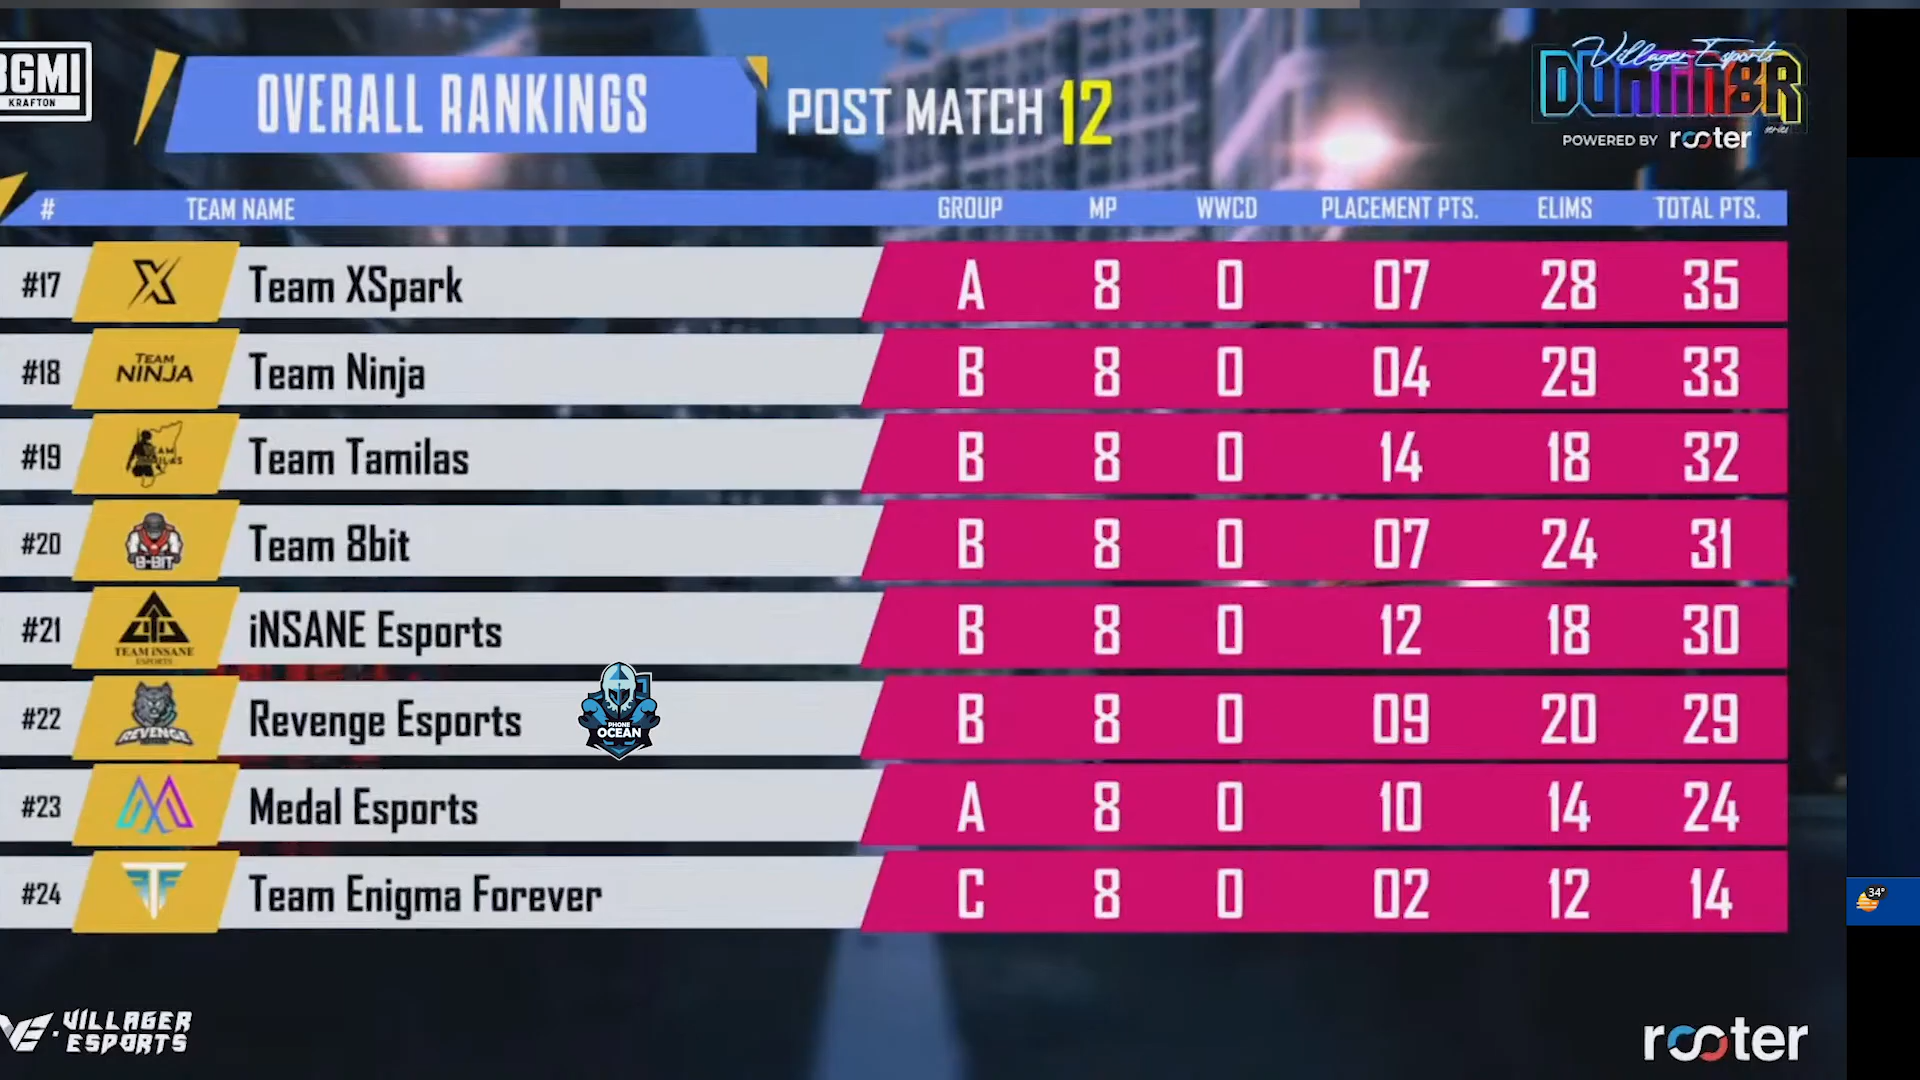 BGMI
KRAFTON
OVERALL RANKINGS
POST MATCH 12
Villager Esports
DOMIN8R
series
POWERED BY rooter
# TEAM NAME GROUP MP WWCD PLACEMENT PTS. ELIMS TOTAL PTS.
#17 Team XSpark A 8 0 07 28 35
#18 TEAM NINJA Team Ninja B 8 0 04 29 33
#19 Team Tamilas B 8 0 14 18 32
#20 8-BIT Team 8bit B 8 0 07 24 31
#21 TEAM iNSANE ESPORTS iNSANE Esports B 8 0 12 18 30
#22 REVENGE Revenge Esports PHONE OCEAN B 8 0 09 20 29
#23 Medal Esports A 8 0 10 14 24
#24 Team Enigma Forever C 8 0 02 12 14
34°
VILLAGER
ESPORTS
rooter